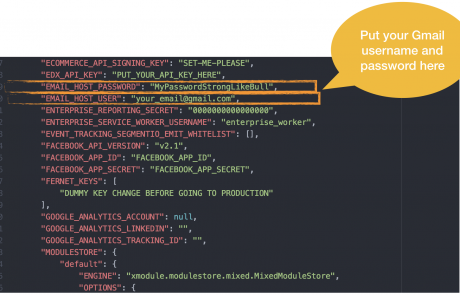 Put your Gmail
username and
password here
"ECOMMERCE_API_SIGNING_KEY": "SET-ME-PLEASE",
"EDX_API_KEY": "PUT_YOUR_API_KEY_HERE",
"EMAIL_HOST_PASSWORD": "MyPasswordStrongLikeBull",
"EMAIL_HOST_USER": "your_email@gmail.com",
"ENTERPRISE_REPORTING_SECRET": "0000000000000000",
"ENTERPRISE_SERVICE_WORKER_USERNAME": "enterprise_worker",
"EVENT_TRACKING_SEGMENTIO_EMIT_WHITELIST": [],
"FACEBOOK_API_VERSION": "v2.1",
"FACEBOOK_APP_ID": "FACEBOOK_APP_ID",
"FACEBOOK_APP_SECRET": "FACEBOOK_APP_SECRET",
"FERNET_KEYS": [
"DUMMY KEY CHANGE BEFORE GOING TO PRODUCTION"
],
"GOOGLE_ANALYTICS_ACCOUNT": null,
"GOOGLE_ANALYTICS_LINKEDIN": "",
"GOOGLE_ANALYTICS_TRACKING_ID": "",
"MODULESTORE": {
"default": {
"ENGINE": "xmodule.modulestore.mixed.MixedModuleStore",
"OPTIONS": {